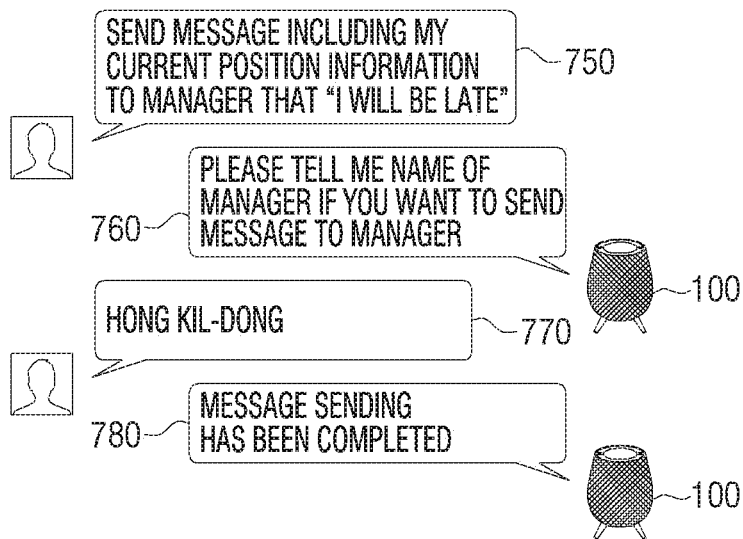 SEND MESSAGE INCLUDING MY
CURRENT POSITION INFORMATION
TO MANAGER THAT “I WILL BE LATE”
750
PLEASE TELL ME NAME OF
MANAGER IF YOU WANT TO SEND
MESSAGE TO MANAGER
760
100
HONG KIL-DONG
770
MESSAGE SENDING
HAS BEEN COMPLETED
780
100